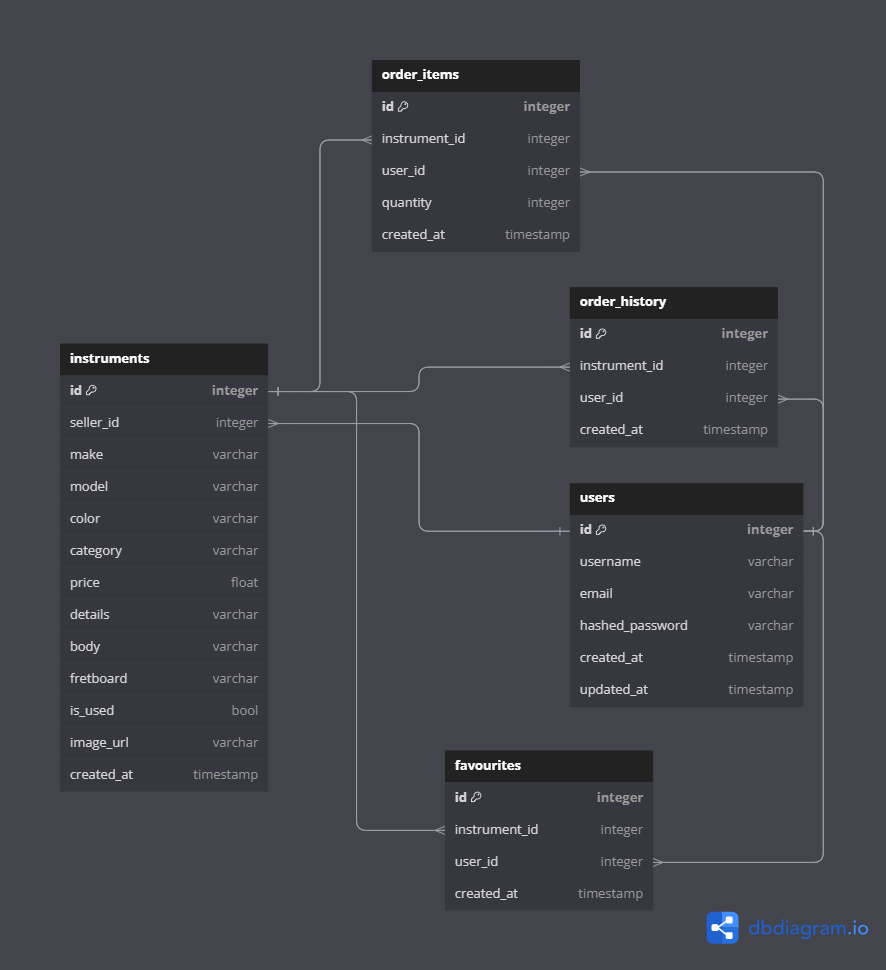 order_items
id integer
instrument_id integer
user_id integer
quantity integer
created_at timestamp
order_history
id integer
instrument_id integer
user_id integer
created_at timestamp
instruments
id integer
seller_id integer
make varchar
model varchar
color varchar
category varchar
price float
details varchar
body varchar
fretboard varchar
is_used bool
image_url varchar
created_at timestamp
users
id integer
username varchar
email varchar
hashed_password varchar
created_at timestamp
updated_at timestamp
favourites
id integer
instrument_id integer
user_id integer
created_at timestamp
dbdiagram.io